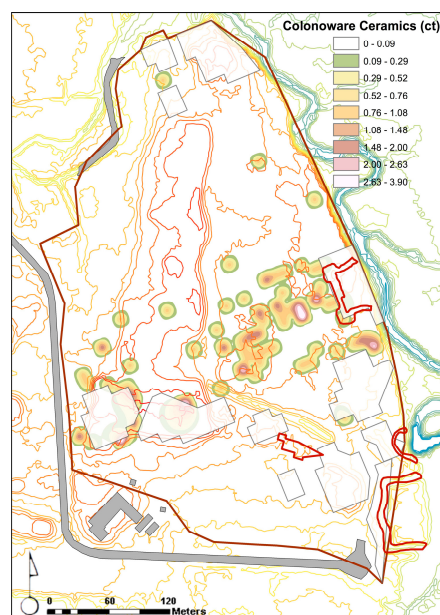 Colonoware Ceramics (ct)
0 - 0.09
0.09 - 0.29
0.29 - 0.52
0.52 - 0.76
0.76 - 1.08
1.08 - 1.48
1.48 - 2.00
2.00 - 2.63
2.63 - 3.90
0 60 120
Meters